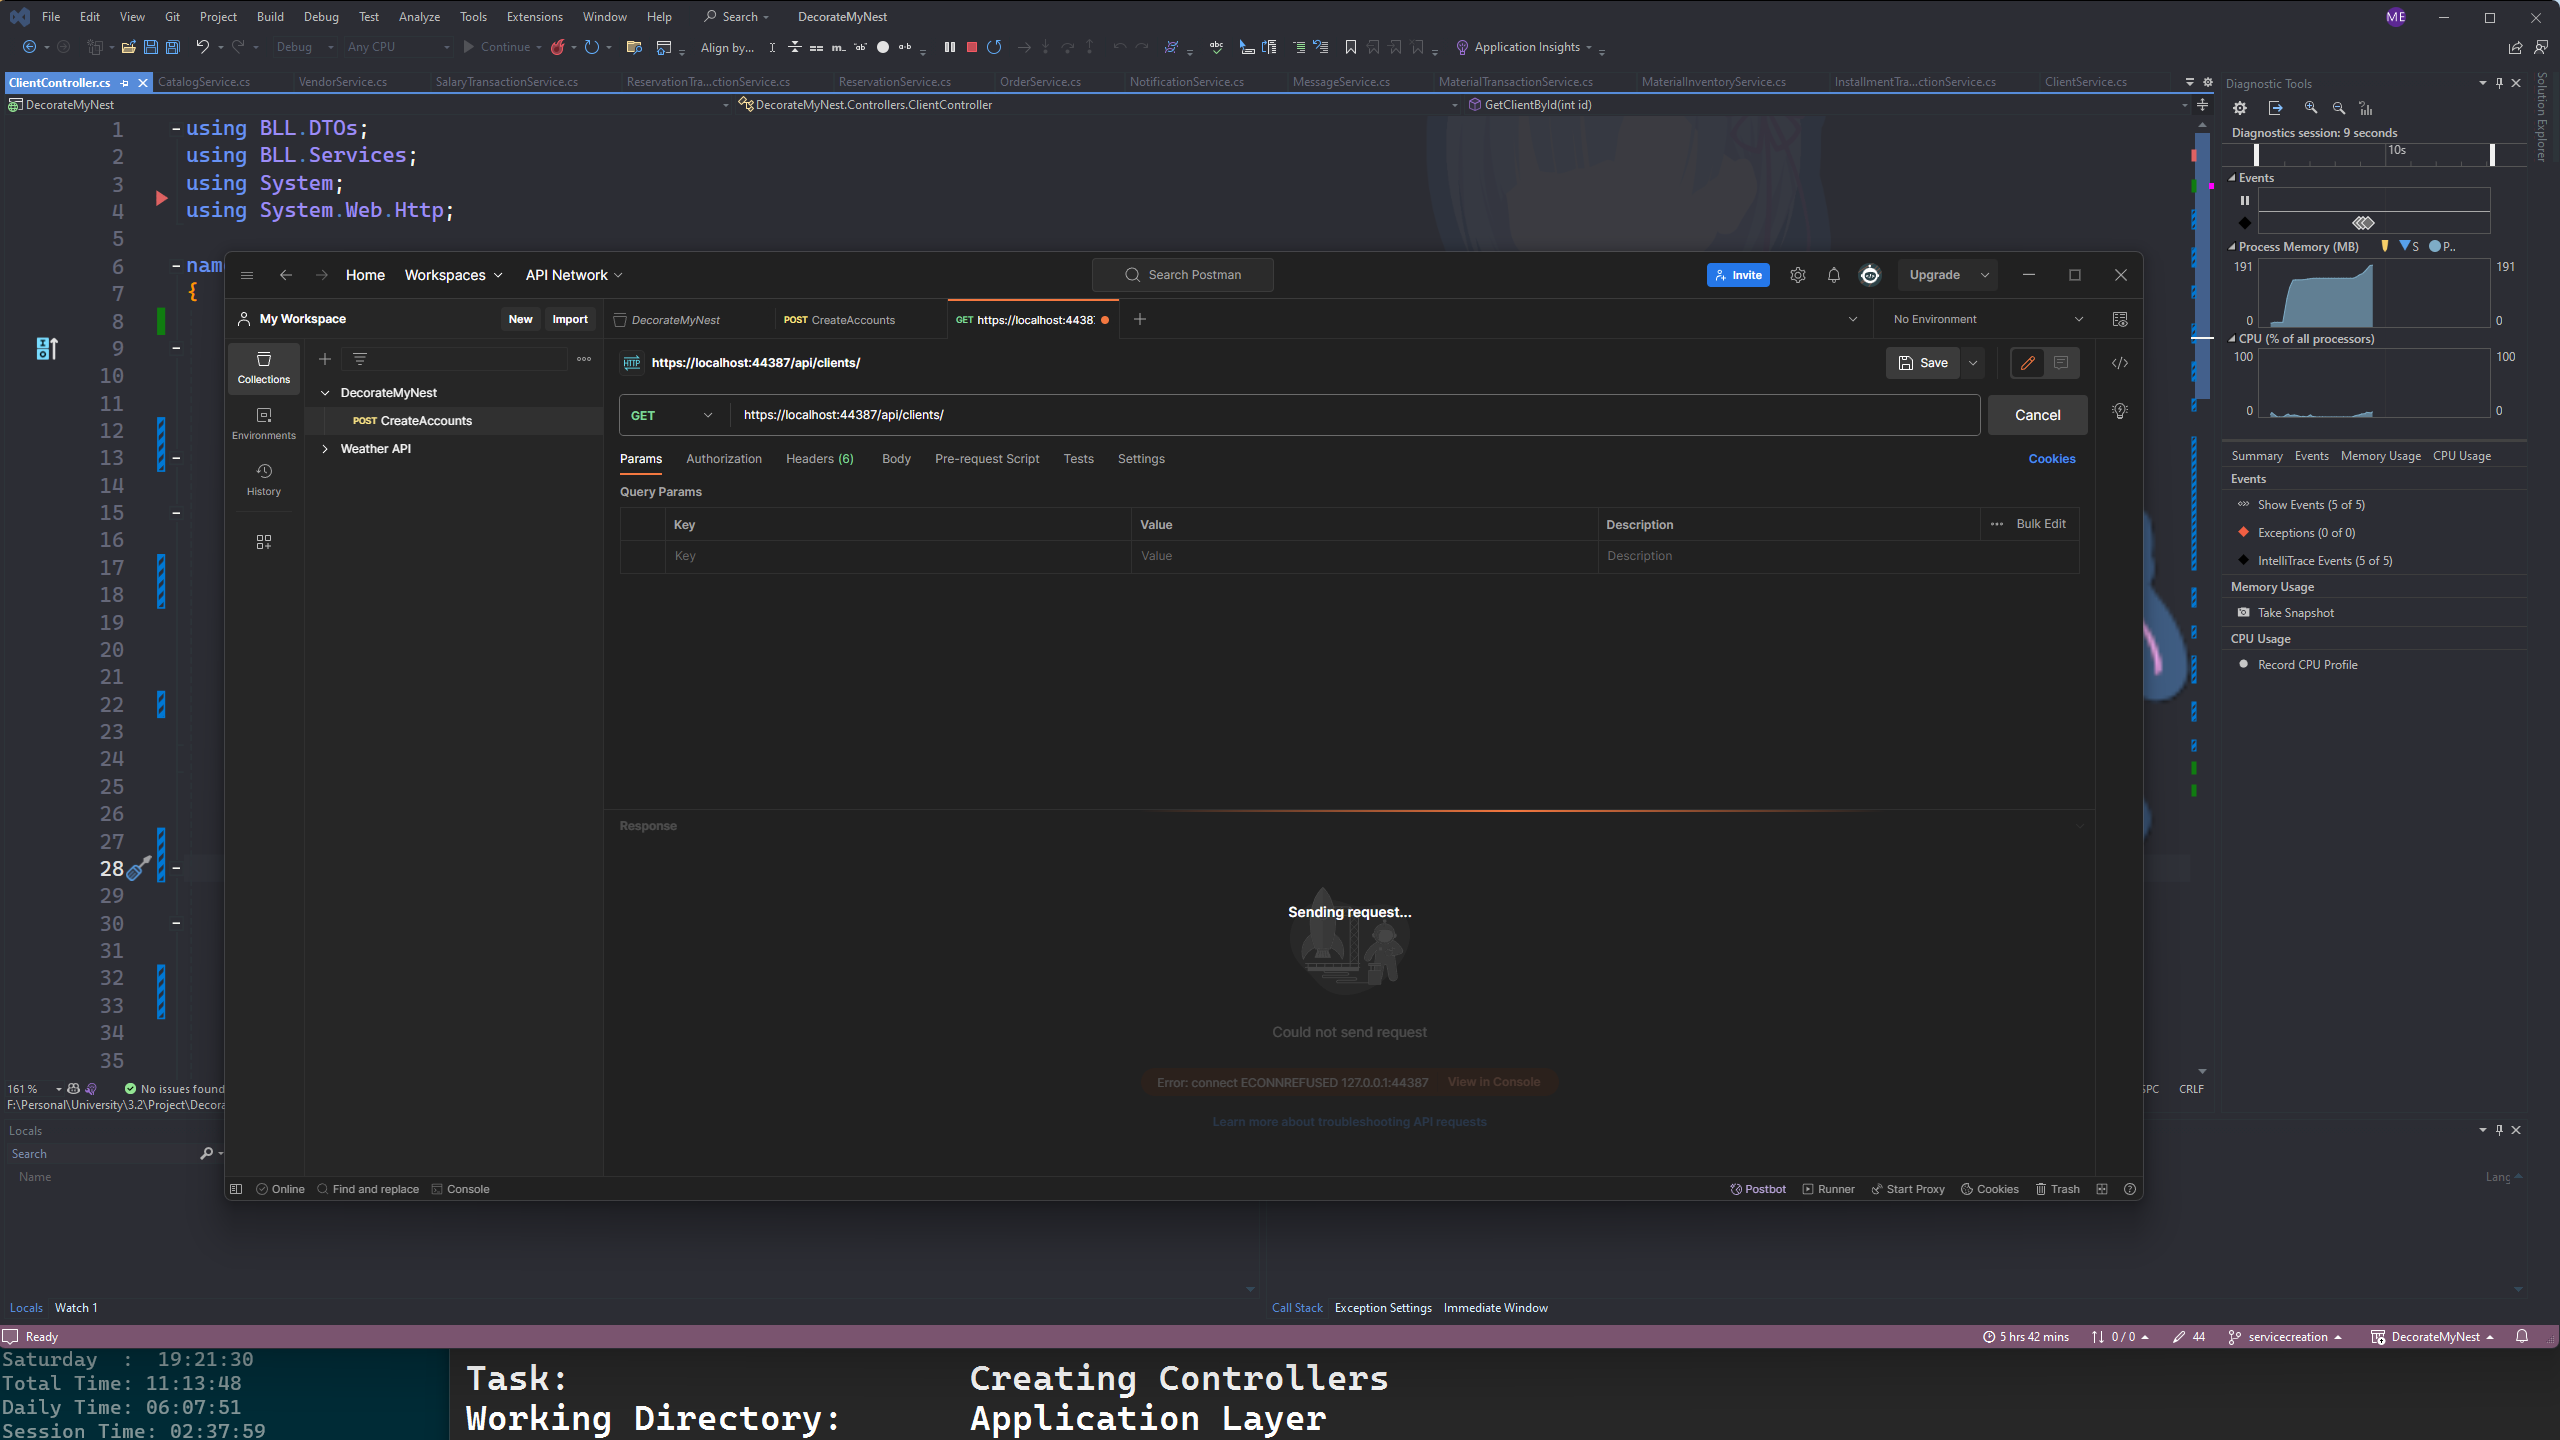 File Edit View Git Project Build Debug Test Analyze Tools Extensions Window Help Search DecorateMyNest ME
Debug Any CPU Continue Align by... Application Insights
ClientController.cs CatalogService.cs VendorServices.cs SalaryTransactionService.cs ReservationTra...ctionService.cs ReservationService.cs OrderService.cs NotificationService.cs MessageService.cs MaterialTransactionService.cs MaterialInventoryService.cs InstallmentTra...ctionService.cs ClientService.cs
DecorateMyNest DecorateMyNest.Controllers.ClientController GetClientById(int id)
1 using BLL.DTOs;
2 using BLL.Services;
3 using System;
4 using System.Web.Http;
5
6 nam
7 {
8
9
10
11
12
13
14
15
16
17
18
19
20
21
22
23
24
25
26
27
28
29
30
31
32
33
34
35
Home Workspaces API Network Search Postman Invite Upgrade
My Workspace New Import DecorateMyNest POST CreateAccounts GET https://localhost:4438 No Environment
Collections
Environments
History
DecorateMyNest
POST CreateAccounts
Weather API
HTTP https://localhost:44387/api/clients/ Save
GET https://localhost:44387/api/clients/ Cancel
Params Authorization Headers (6) Body Pre-request Script Tests Settings Cookies
Query Params
Key Value Description Bulk Edit
Key Value Description
Response
Sending request...
Could not send request
Error: connect ECONNREFUSED 127.0.0.1:44387 View in Console
Learn more about troubleshooting API requests
Online Find and replace Console Postbot Runner Start Proxy Cookies Trash
161 % No issues found SPC CRLF
F:\Personal\University\3.2\Project\Decora
Locals
Search
Name Lang
Locals Watch 1 Call Stack Exception Settings Immediate Window
Ready 5 hrs 42 mins 0 / 0 44 servicecreation DecorateMyNest
Diagnostic Tools
Solution Explorer
Diagnostics session: 9 seconds
10s
Events
Process Memory (MB) S P..
191 191
0 0
CPU (% of all processors)
100 100
0 0
Summary Events Memory Usage CPU Usage
Events
Show Events (5 of 5)
Exceptions (0 of 0)
IntelliTrace Events (5 of 5)
Memory Usage
Take Snapshot
CPU Usage
Record CPU Profile
Saturday : 19:21:30
Total Time: 11:13:48
Daily Time: 06:07:51
Session Time: 02:37:59
Task: Creating Controllers
Working Directory: Application Layer